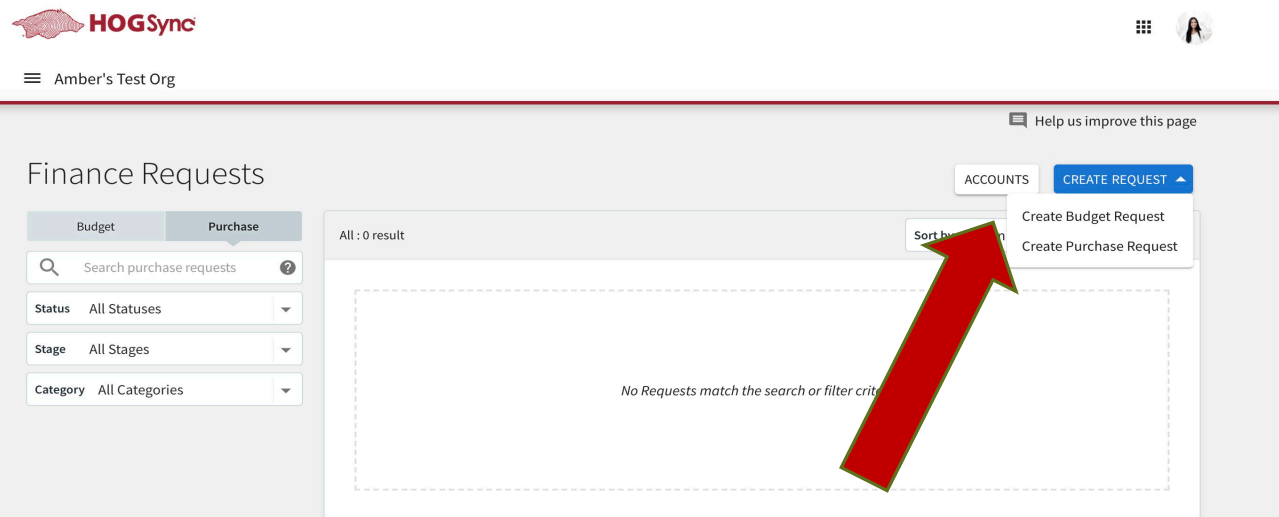 HOGSync
Amber's Test Org
Help us improve this page
Finance Requests
ACCOUNTS
CREATE REQUEST
Create Budget Request
Create Purchase Request
Budget
Purchase
All : 0 result
Sort
Search purchase requests
Status All Statuses
Stage All Stages
Category All Categories
No Requests match the search or filter